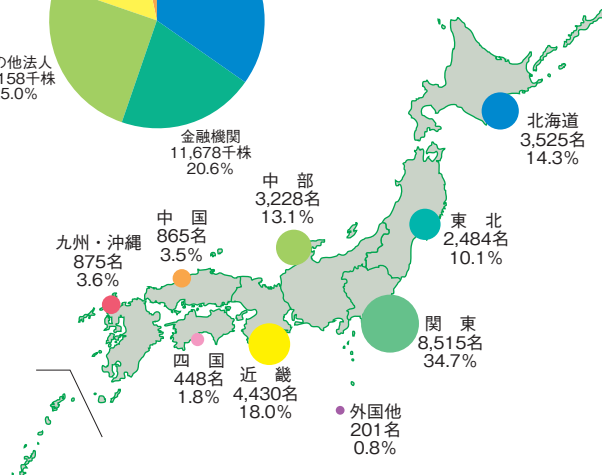 の他法人
158千株
5.0%
金融機関
11,678千株
20.6%
北海道
3,525名
14.3%
中　部
3,228名
13.1%
東　北
2,484名
10.1%
中　国
865名
3.5%
九州・沖縄
875名
3.6%
関　東
8,515名
34.7%
四　国
448名
1.8%
近　畿
4,430名
18.0%
外国他
201名
0.8%